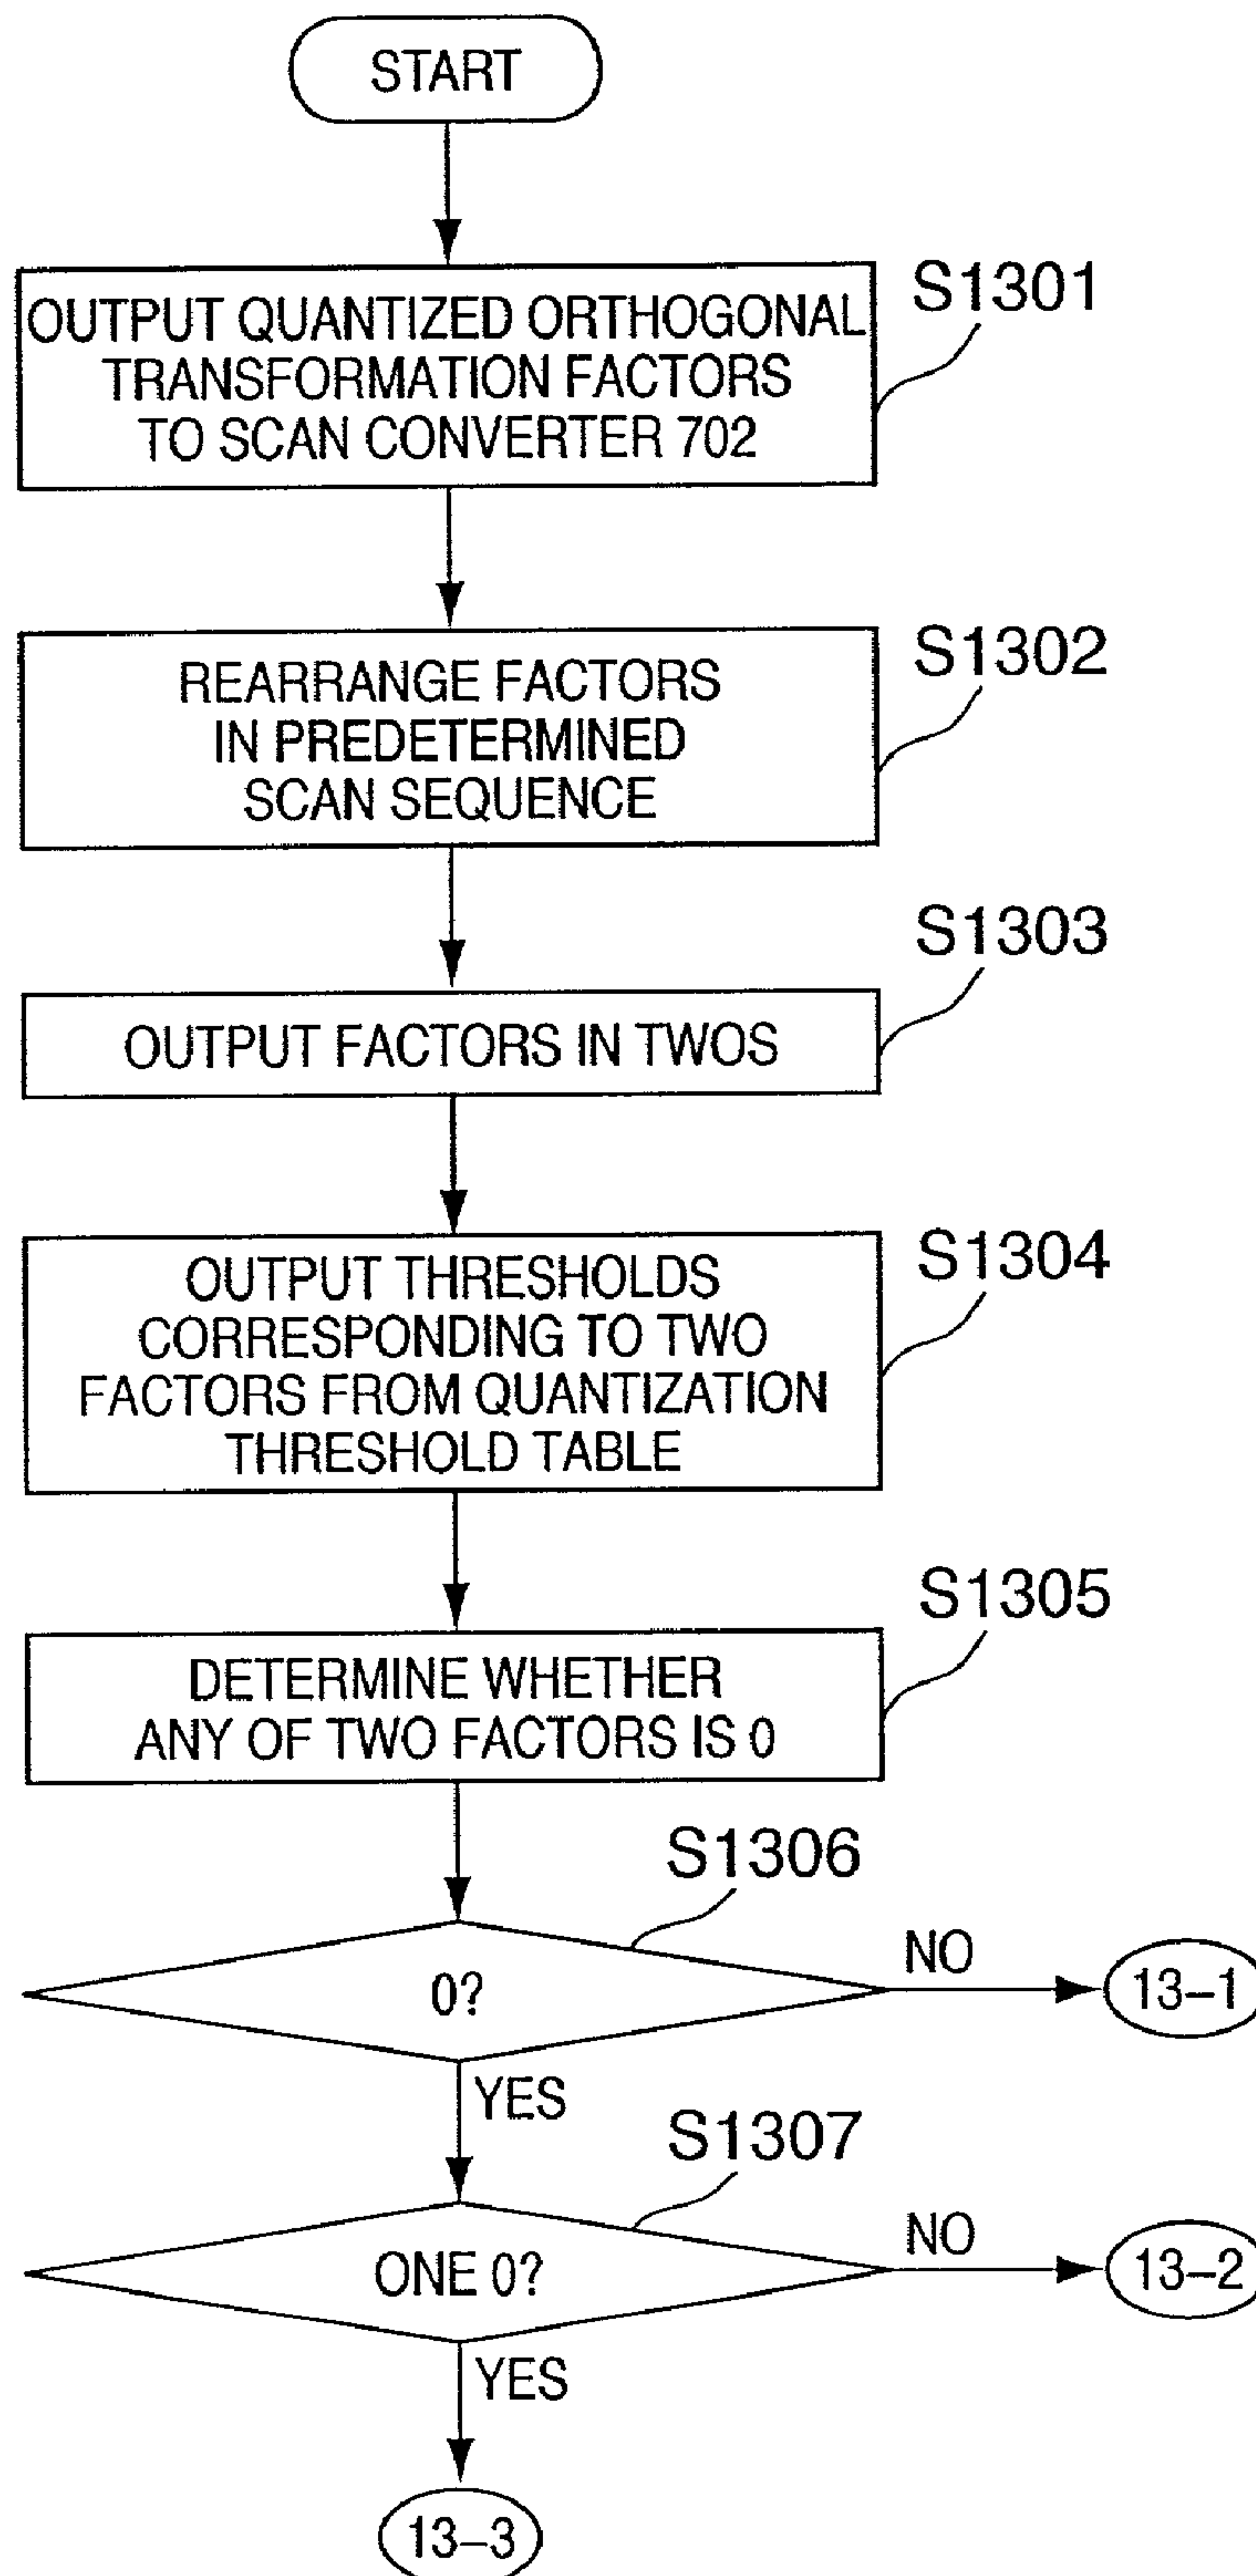 START
S1301
OUTPUT QUANTIZED ORTHOGONAL
TRANSFORMATION FACTORS
TO SCAN CONVERTER 702
S1302
REARRANGE FACTORS
IN PREDETERMINED
SCAN SEQUENCE
S1303
OUTPUT FACTORS IN TWOS
S1304
OUTPUT THRESHOLDS
CORRESPONDING TO TWO
FACTORS FROM QUANTIZATION
THRESHOLD TABLE
S1305
DETERMINE WHETHER
ANY OF TWO FACTORS IS 0
S1306
0?
NO
13-1
YES
S1307
ONE 0?
NO
13-2
YES
13-3